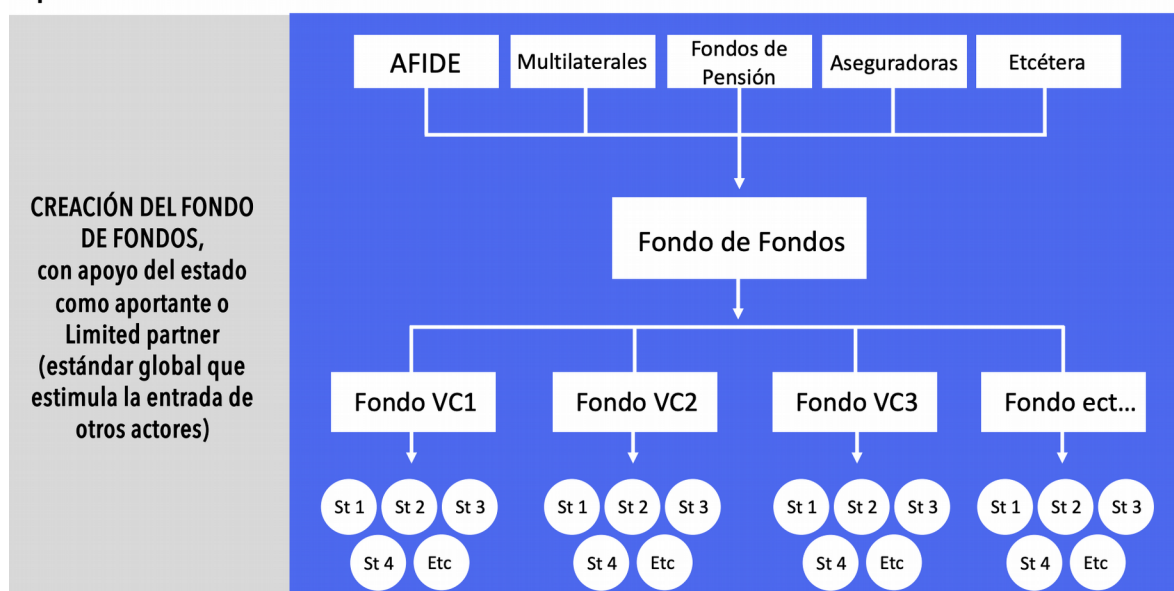 CREACIÓN DEL FONDO
DE FONDOS,
con apoyo del estado
como aportante o
Limited partner
(estándar global que
estimula la entrada de
otros actores)
AFIDE
Multilaterales
Fondos de
Pensión
Aseguradoras
Etcétera
Fondo de Fondos
Fondo VC1
Fondo VC2
Fondo VC3
Fondo ect...
St 1
St 2
St 3
St 4
Etc
St 1
St 2
St 3
St 4
Etc
St 1
St 2
St 3
St 4
Etc
St 1
St 2
St 3
St 4
Etc